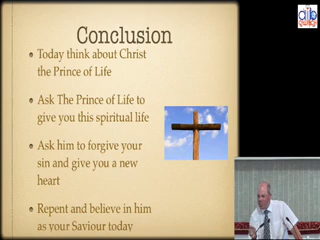 Conclusion
Today think about Christ
the Prince of Life
Ask The Prince of Life to
give you this spiritual life
Ask him to forgive your
sin and give you a new
heart
Repent and believe in him
as your Saviour today